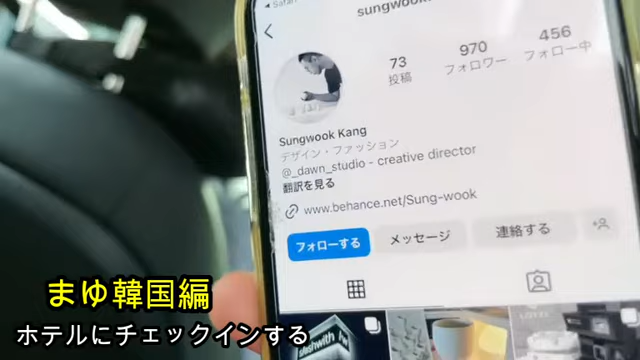 Safari
sungwook
73
投稿
970
フォロワー
456
フォロー中
Sungwook Kang
デザイン・ファッション
@_dawn_studio - creative director
翻訳を見る
www.behance.net/Sung-wook
フォローする
メッセージ
連絡する
まゆ韓国編
ホテルにチェックインする